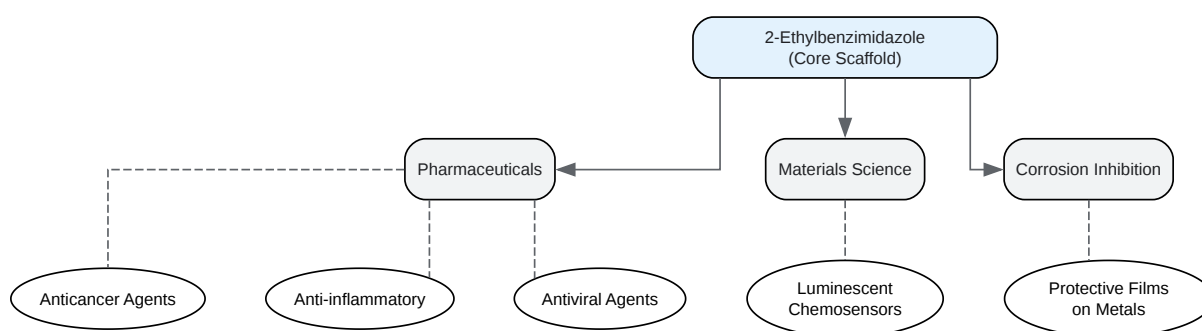 2-Ethylbenzimidazole
(Core Scaffold)
Pharmaceuticals
Materials Science
Corrosion Inhibition
Anticancer Agents
Anti-inflammatory
Antiviral Agents
Luminescent
Chemosensors
Protective Films
on Metals